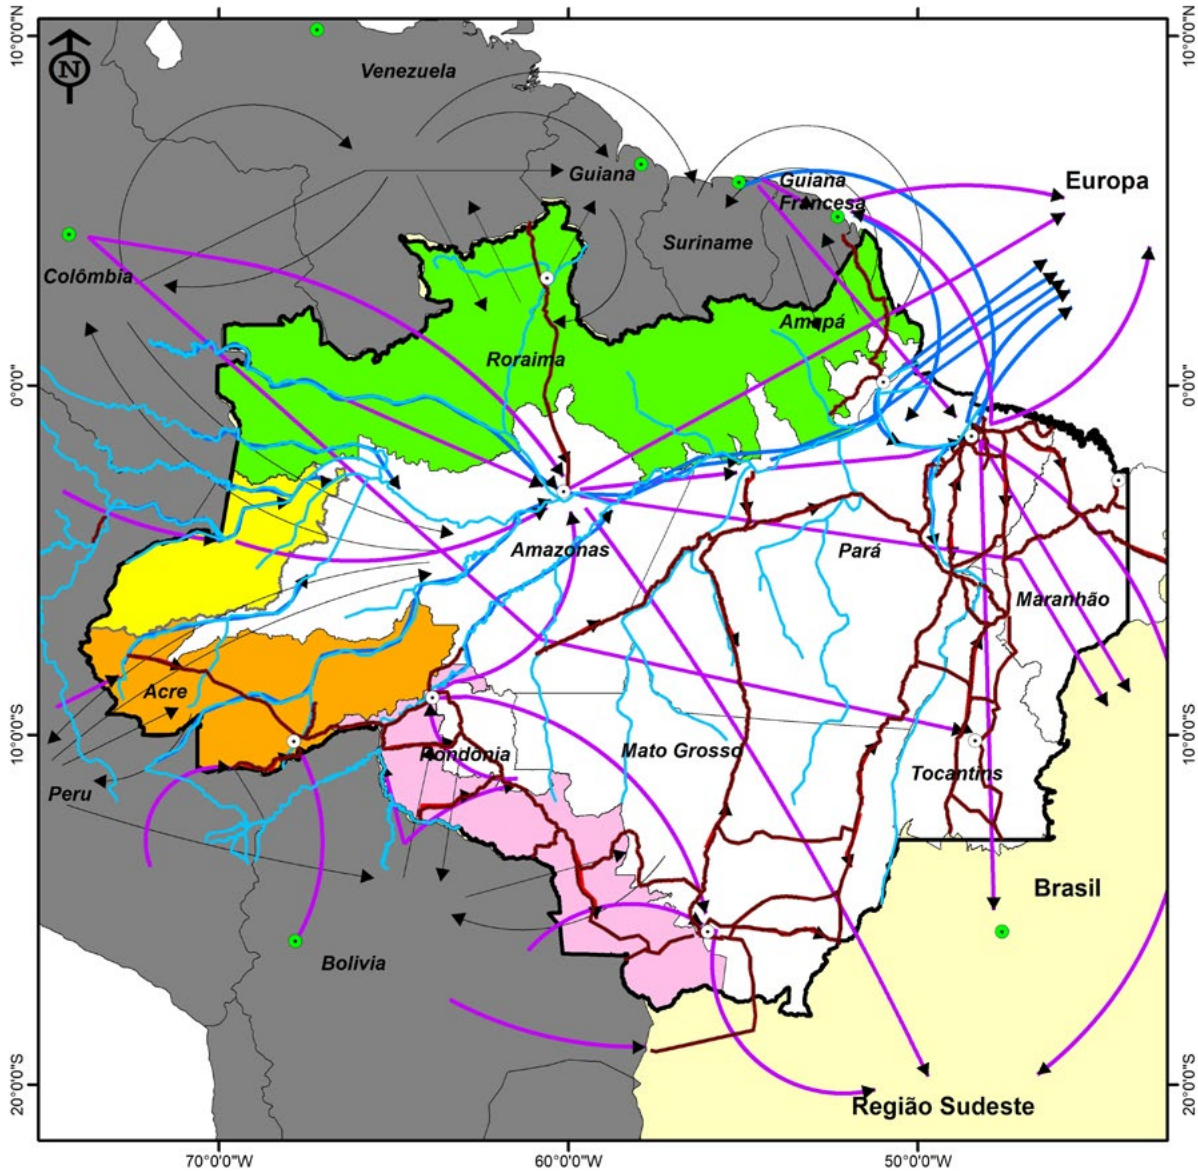 10°0'0"N
10°0'0"N
N
Venezuela
Guiana
Guiana
Francesa
Europa
Suriname
Colômbia
Amapá
Roraima
0°0'0"
0°0'0"
Amazonas
Pará
Maranhão
Acre
10°0'0"S
10°0'0"S
Rondônia
Mato Grosso
Tocantins
Peru
Brasil
Bolivia
20°0'0"S
20°0'0"S
Região Sudeste
70°0'0"W
60°0'0"W
50°0'0"W